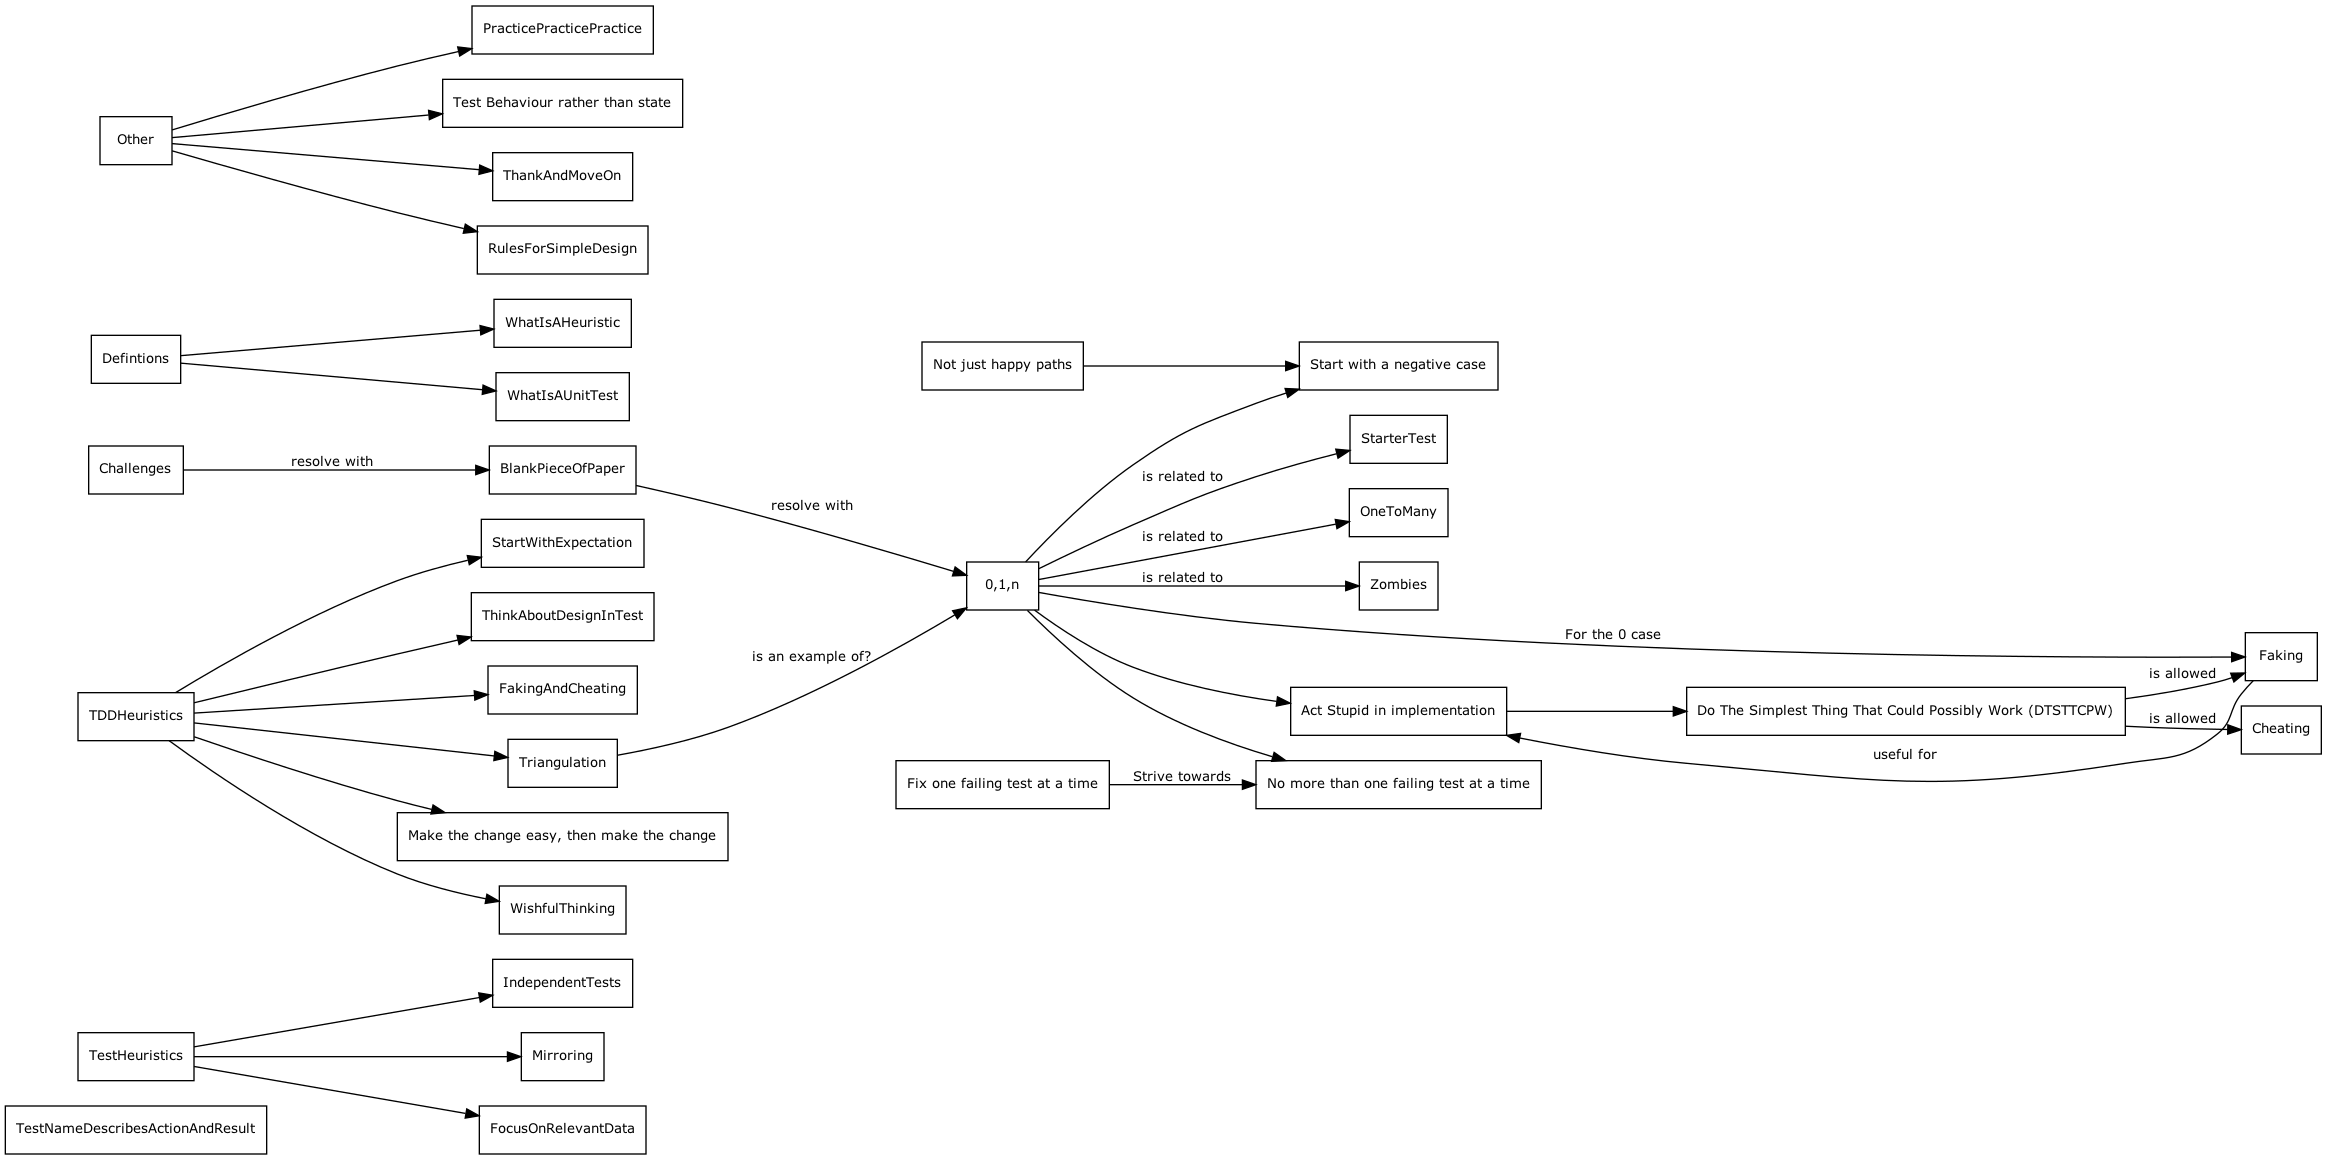 PracticePracticePractice
Test Behaviour rather than state
Other
ThankAndMoveOn
RulesForSimpleDesign
WhatIsAHeuristic
Defintions
WhatIsAUnitTest
Challenges
resolve with
BlankPieceOfPaper
resolve with
StartWithExpectation
ThinkAboutDesignInTest
FakingAndCheating
TDDHeuristics
Triangulation
is an example of?
Make the change easy, then make the change
WishfulThinking
IndependentTests
TestHeuristics
Mirroring
FocusOnRelevantData
TestNameDescribesActionAndResult
Not just happy paths
Start with a negative case
is related to
StarterTest
is related to
OneToMany
0,1,n
is related to
Zombies
For the 0 case
Faking
Act Stupid in implementation
Do The Simplest Thing That Could Possibly Work (DTSTTCPW)
is allowed
is allowed
Cheating
useful for
Fix one failing test at a time
Strive towards
No more than one failing test at a time